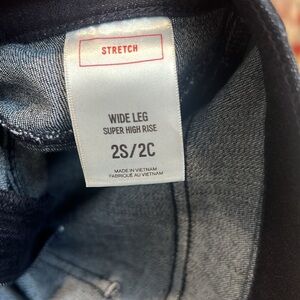 STRETCH
WIDE LEG
SUPER HIGH RISE
2S/2C
MADE IN VIETNAM
FABRIQUÉ AU VIETNAM